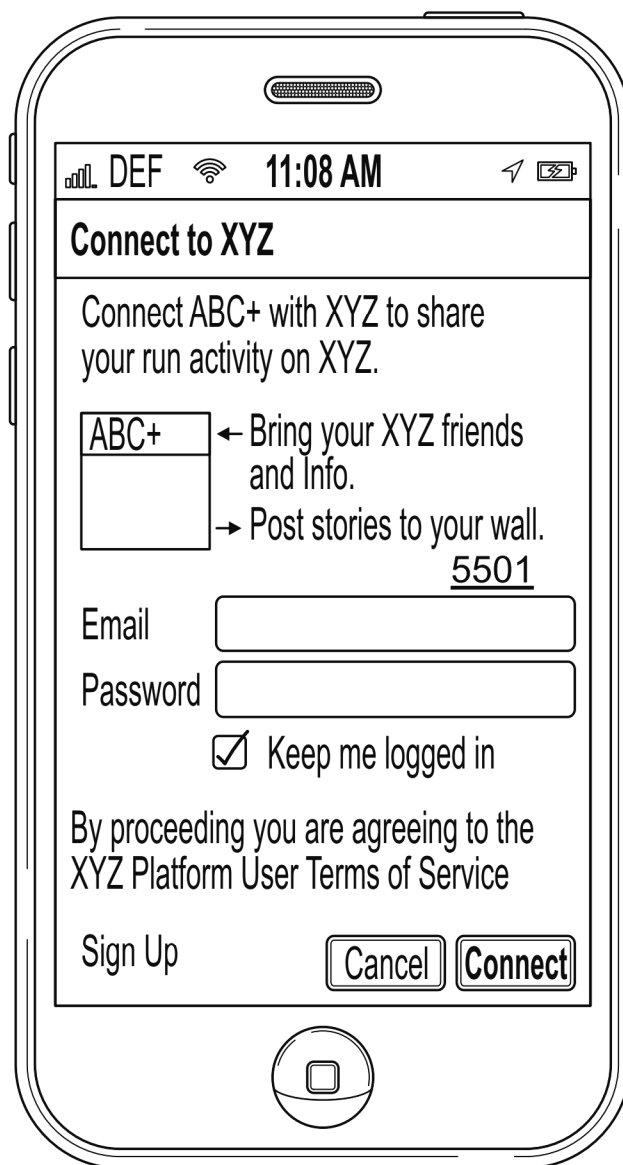 DEF 11:08 AM
Connect to XYZ
Connect ABC+ with XYZ to share
your run activity on XYZ.
ABC+
Bring your XYZ friends
and Info.
Post stories to your wall.
5501
Email
Password
Keep me logged in
By proceeding you are agreeing to the
XYZ Platform User Terms of Service
Sign Up Cancel Connect